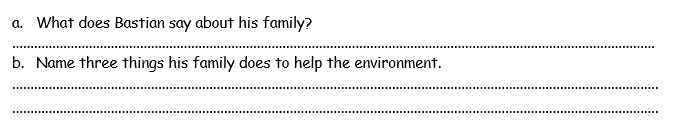 a. What does Bastian say about his family?
................................................................................................................................................
b. Name three things his family does to help the environment.
................................................................................................................................................
................................................................................................................................................